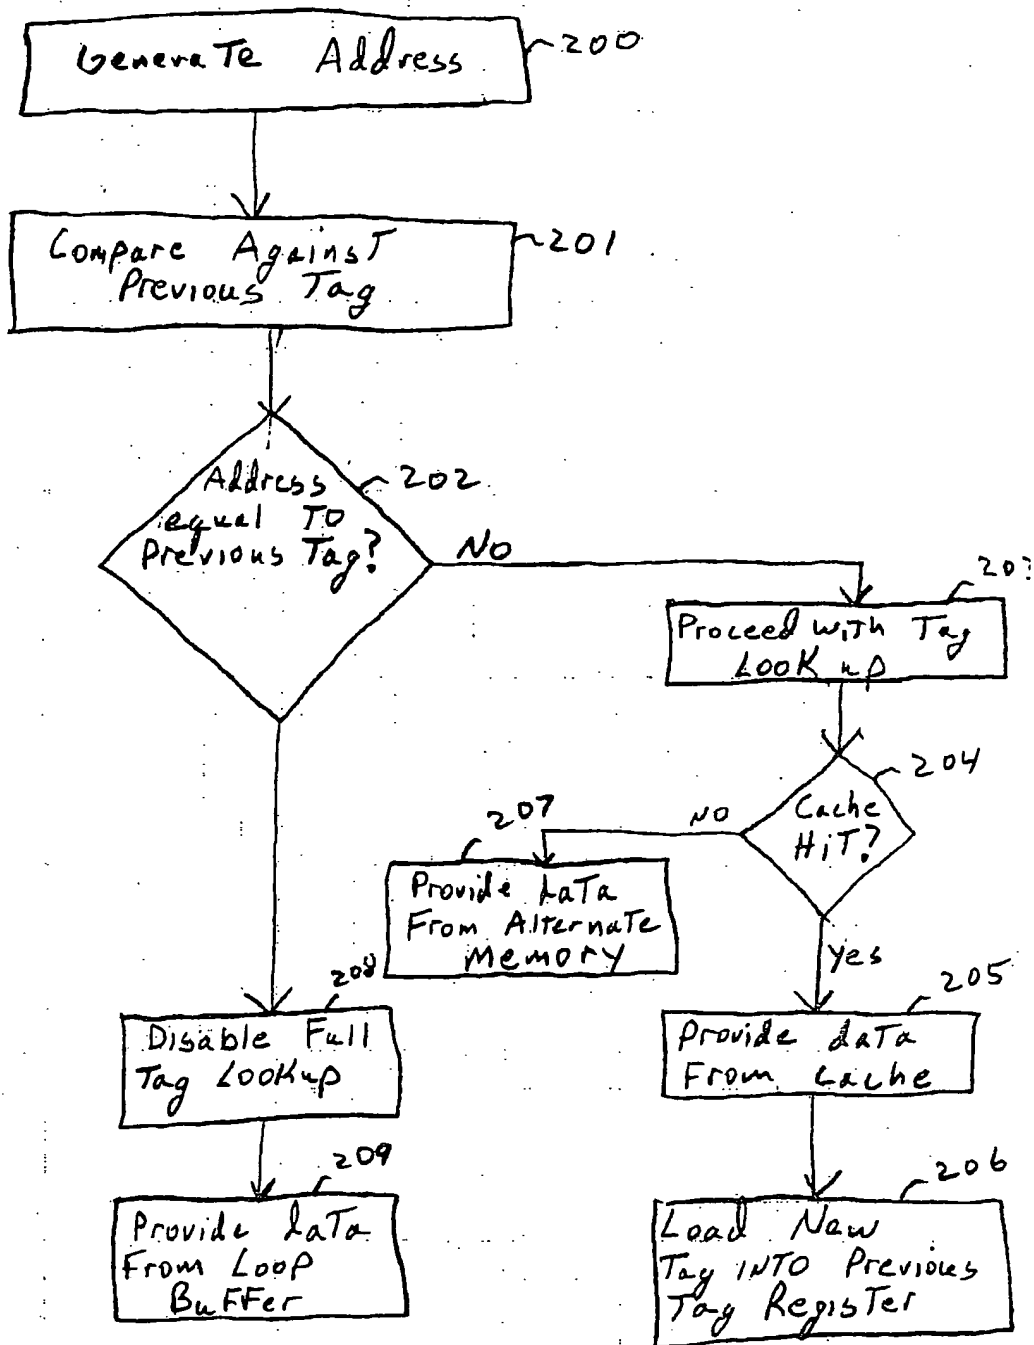 Generate Address
200
Compare Against
Previous Tag
201
Address
equal To
Previous Tag?
202
No
203
Proceed with Tag
Look up
204
Cache
Hit?
NO
207
Provide data
From Alternate
Memory
yes
205
Provide data
From Cache
208
Disable Full
Tag Lookup
209
Provide data
From Loop
Buffer
206
Load New
Tag INTO Previous
Tag Register